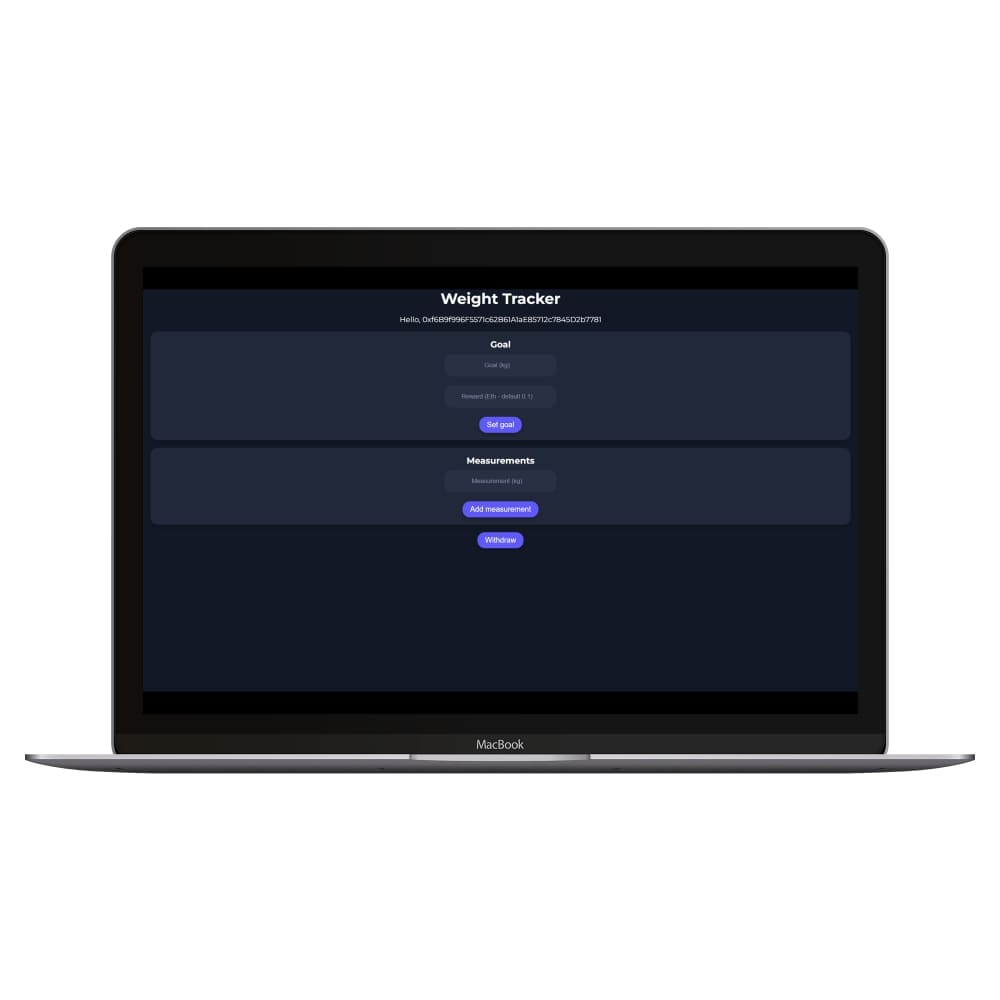 Weight Tracker
Hello, 0xf6B9f996F5571c62B61A1aE85712c7845D2b7781
Goal
Goal (kg)
Reward (Eth - default 0.1)
Set goal
Measurements
Measurement (kg)
Add measurement
Withdraw
MacBook